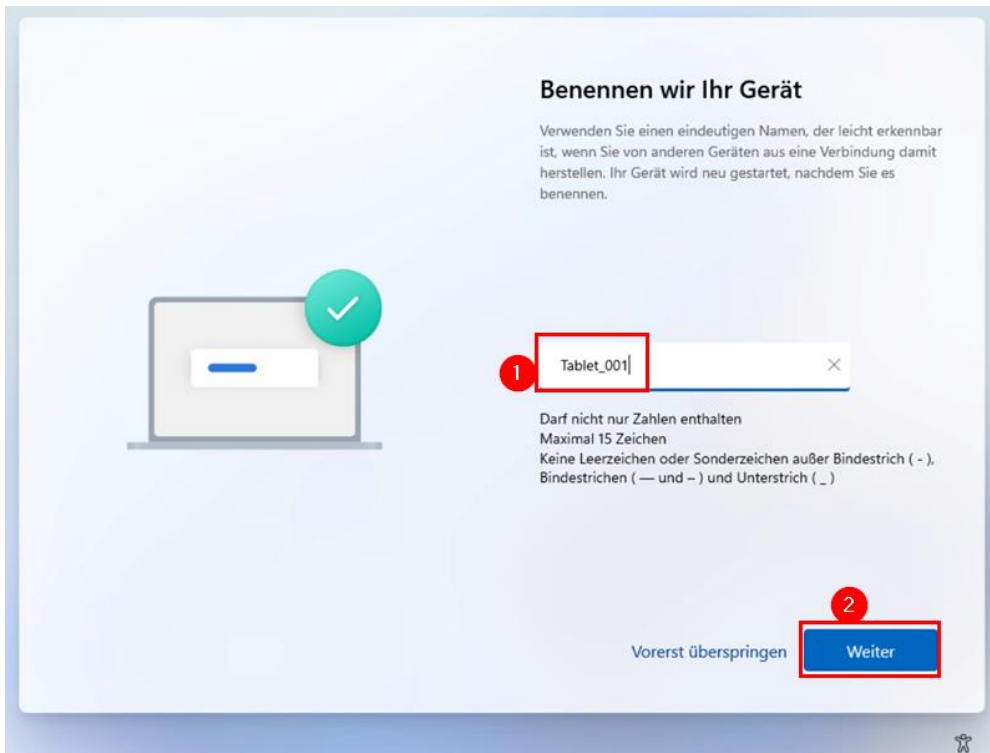 Benennen wir Ihr Gerät
Verwenden Sie einen eindeutigen Namen, der leicht erkennbar
ist, wenn Sie von anderen Geräten aus eine Verbindung damit
herstellen. Ihr Gerät wird neu gestartet, nachdem Sie es
benennen.
1
Tablet_001
Darf nicht nur Zahlen enthalten
Maximal 15 Zeichen
Keine Leerzeichen oder Sonderzeichen außer Bindestrich ( - ),
Bindestrichen ( — und – ) und Unterstrich ( _ )
2
Vorerst überspringen Weiter